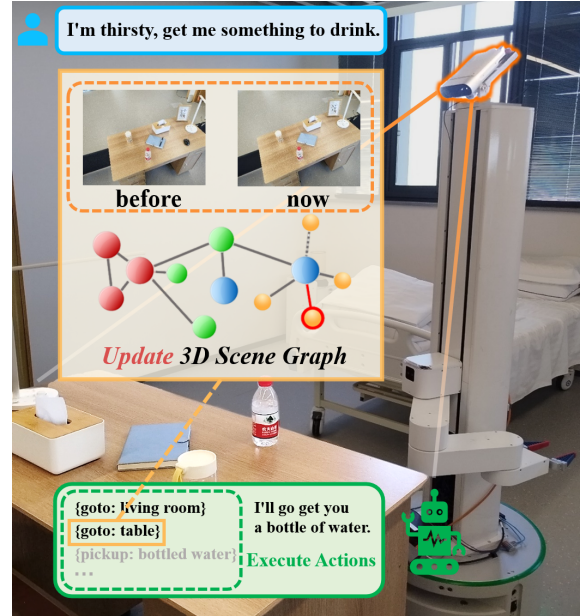 I'm thirsty, get me something to drink.
before
now
Update 3D Scene Graph
{goto: living room}
{goto: table}
{pickup: bottled water}
...
I'll go get you
a bottle of water.
Execute Actions